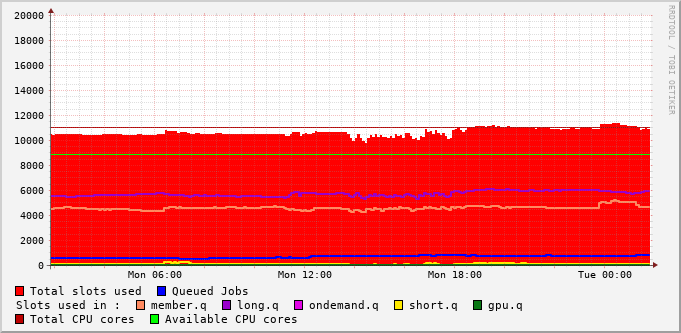 20000
18000
16000
14000
12000
10000
8000
6000
4000
2000
0
Mon 06:00 Mon 12:00 Mon 18:00 Tue 00:00
RRDTOOL / TOBI OETIKER
Total slots used Queued Jobs
Slots used in : member.q long.q ondemand.q short.q gpu.q
Total CPU cores Available CPU cores